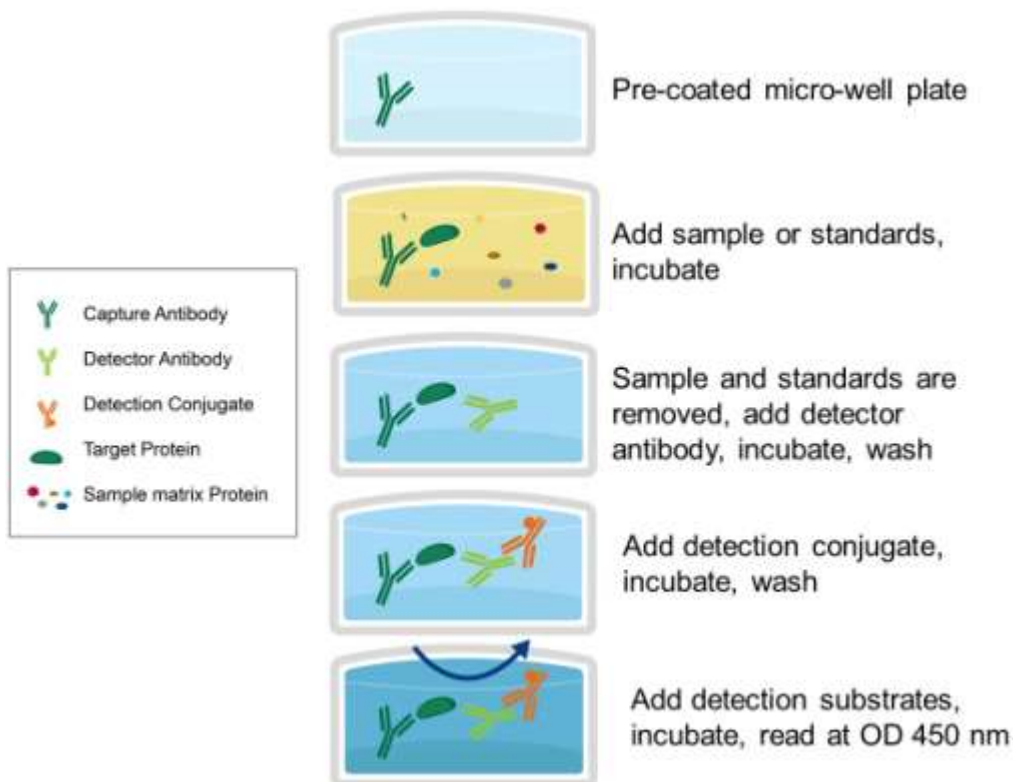 Pre-coated micro-well plate
Add sample or standards,
incubate
Capture Antibody
Detector Antibody
Detection Conjugate
Target Protein
Sample matrix Protein
Sample and standards are
removed, add detector
antibody, incubate, wash
Add detection conjugate,
incubate, wash
Add detection substrates,
incubate, read at OD 450 nm